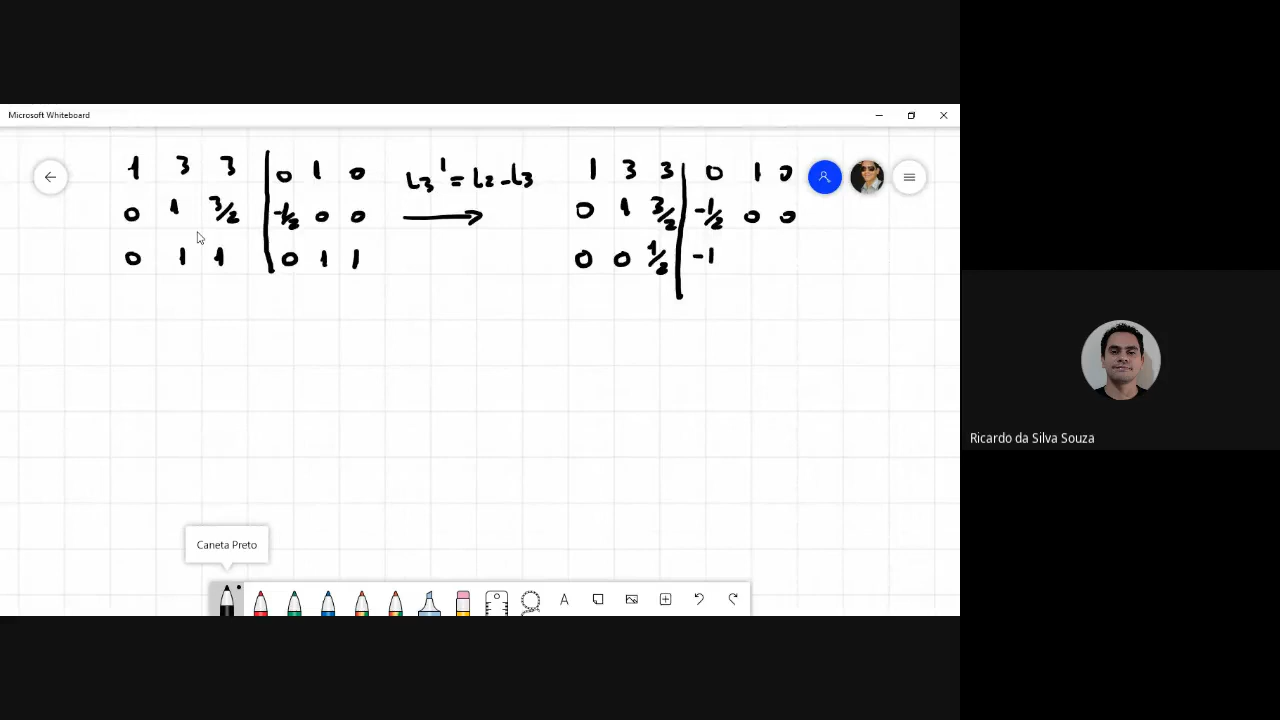 Microsoft Whiteboard
1 3 3 | 0 1 0
0 1 3/2 | -1/2 0 0
0 1 1 | 0 1 1
L3' = L2 - L3
1 3 3 | 0 1 0
0 1 3/2 | -1/2 0 0
0 0 1/2 | -1
Ricardo da Silva Souza
Caneta Preto
A